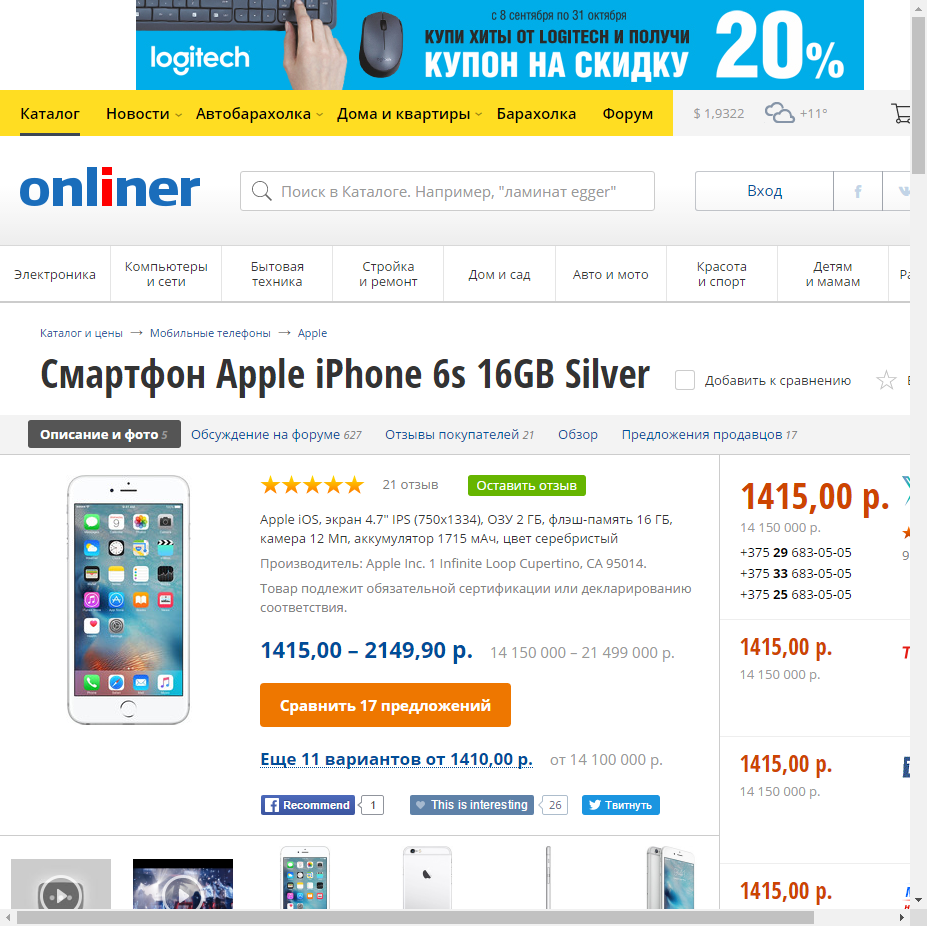 с 8 сентября по 31 октября
КУПИ ХИТЫ ОТ LOGITECH И ПОЛУЧИ
КУПОН НА СКИДКУ
20%
logitech
Каталог
Новости
Автобарахолка
Дома и квартиры
Барахолка
Форум
$ 1,9322
+11°
onliner
Поиск в Каталоге. Например, "ламинат egger"
Вход
Электроника
Компьютеры
и сети
Бытовая
техника
Стройка
и ремонт
Дом и сад
Авто и мото
Красота
и спорт
Детям
и мамам
Каталог и цены → Мобильные телефоны → Apple
Смартфон Apple iPhone 6s 16GB Silver
Добавить к сравнению
Описание и фото 5
Обсуждение на форуме 627
Отзывы покупателей 21
Обзор
Предложения продавцов 17
21 отзыв
Оставить отзыв
Apple iOS, экран 4.7" IPS (750x1334), ОЗУ 2 ГБ, флэш-память 16 ГБ,
камера 12 Мп, аккумулятор 1715 мАч, цвет серебристый
Производитель: Apple Inc. 1 Infinite Loop Cupertino, CA 95014.
Товар подлежит обязательной сертификации или декларированию
соответствия.
1415,00 – 2149,90 р.
14 150 000 – 21 499 000 р.
Сравнить 17 предложений
Еще 11 вариантов от 1410,00 р.
от 14 100 000 р.
Recommend
1
This is interesting
26
Твитнуть
1415,00 р.
14 150 000 р.
+375 29 683-05-05
+375 33 683-05-05
+375 25 683-05-05
1415,00 р.
14 150 000 р.
1415,00 р.
14 150 000 р.
1415,00 р.